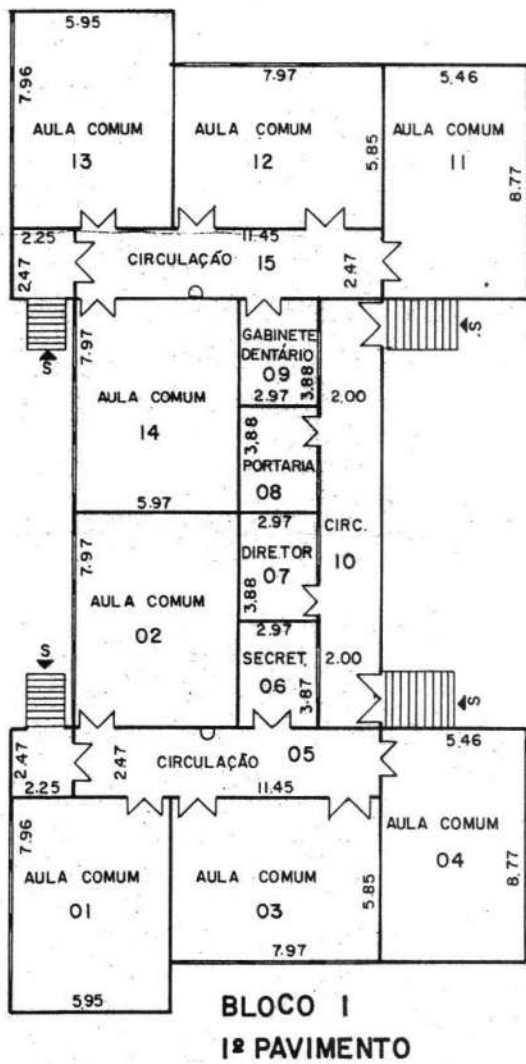 5.95
7.96
AULA COMUM
13
7.97
AULA COMUM
12
5.85
5,46
AULA COMUM
11
8.77
2.25
2.47
11.45
CIRCULAÇÃO 15
2.47
S
7.97
AULA COMUM
14
5.97
GABINETE
DENTÁRIO
09
2.97
3.88
2,00
S
3,88
PORTARIA
08
2.97
DIRETOR
07
3,88
CIRC.
10
7.97
AULA COMUM
02
2.97
SECRET.
06
3.87
2.00
S
S
2.47
2.25
2,47
CIRCULAÇÃO
05
11.45
5.46
AULA COMUM
04
8,77
7.96
AULA COMUM
01
5.95
AULA COMUM
03
5.85
7.97
BLOCO 1
1º PAVIMENTO